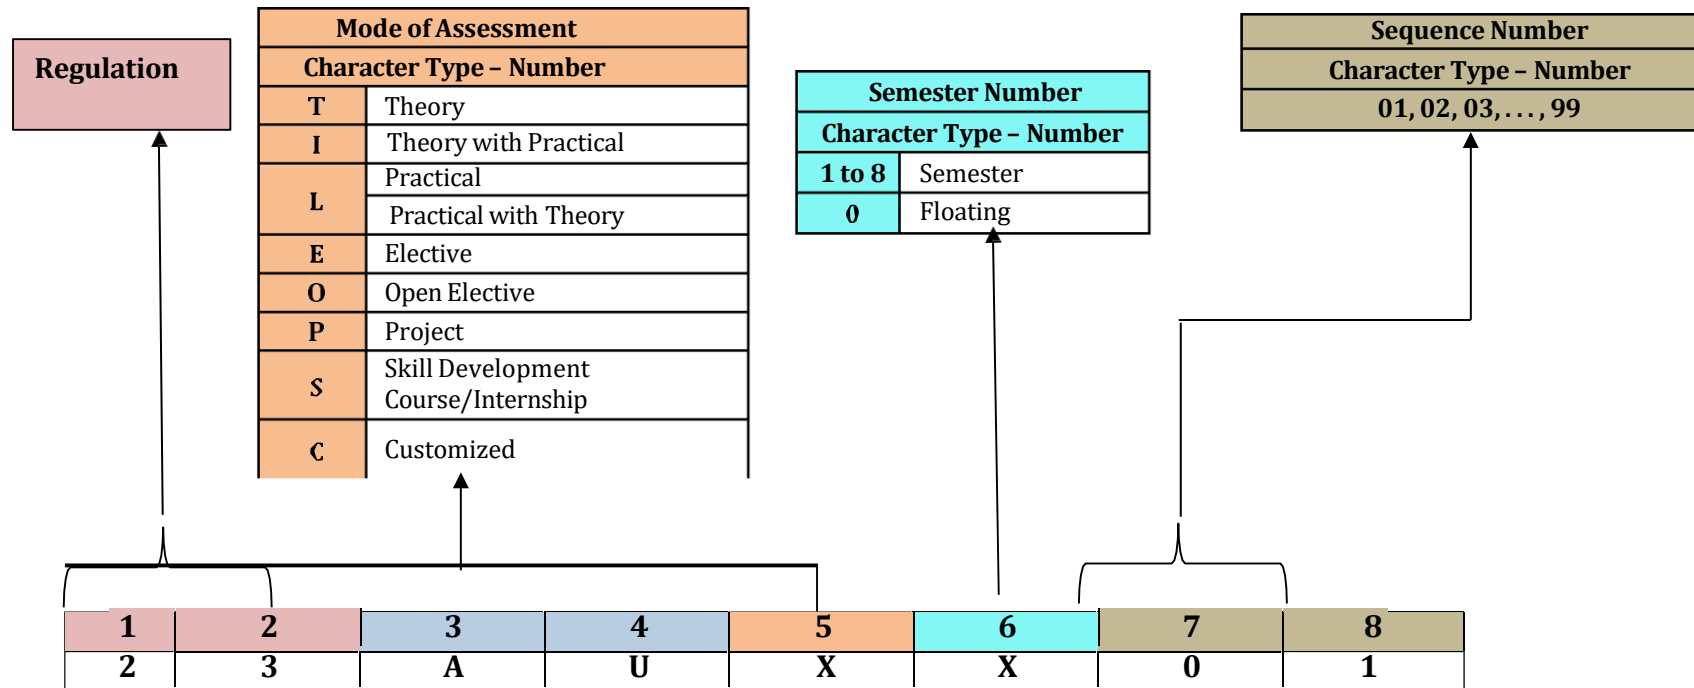 Regulation
Mode of Assessment
Character Type – Number
T Theory
I Theory with Practical
L Practical
Practical with Theory
E Elective
O Open Elective
P Project
S Skill Development
Course/Internship
C Customized
Semester Number
Character Type – Number
1 to 8 Semester
0 Floating
Sequence Number
Character Type – Number
01, 02, 03, . . . , 99
1 2 3 4 5 6 7 8
2 3 A U X X 0 1